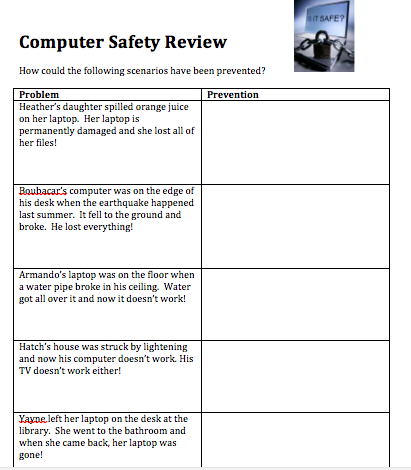 IS IT SAFE?
Computer Safety Review
How could the following scenarios have been prevented?
Problem
Prevention
Heather's daughter spilled orange juice
on her laptop.  Her laptop is
permanently damaged and she lost all of
her files!
Boubacar's computer was on the edge of
his desk when the earthquake happened
last summer.  It fell to the ground and
broke.  He lost everything!
Armando's laptop was on the floor when
a water pipe broke in his ceiling.  Water
got all over it and now it doesn't work!
Hatch's house was struck by lightening
and now his computer doesn't work. His
TV doesn't work either!
Yayne left her laptop on the desk at the
library.  She went to the bathroom and
when she came back, her laptop was
gone!